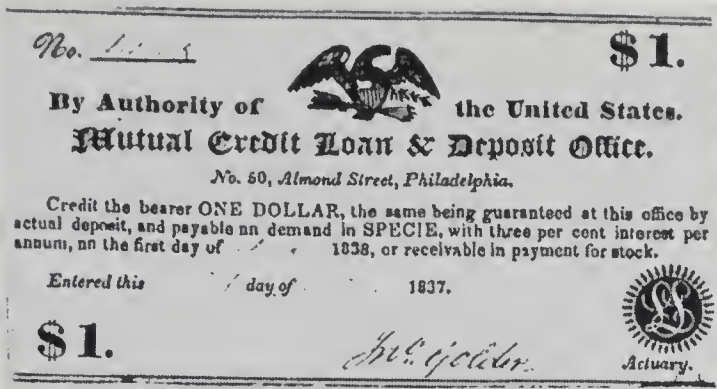 No.
$1.
By Authority of the United States.
Mutual Credit Loan & Deposit Office.
No. 50, Almond Street, Philadelphia.
Credit the bearer ONE DOLLAR, the same being guaranteed at this office by
actual deposit, and payable on demand in SPECIE, with three per cent interest per
annum, on the first day of 1838, or receivable in payment for stock.
Entered this day of 1837.
$1.
Actuary.